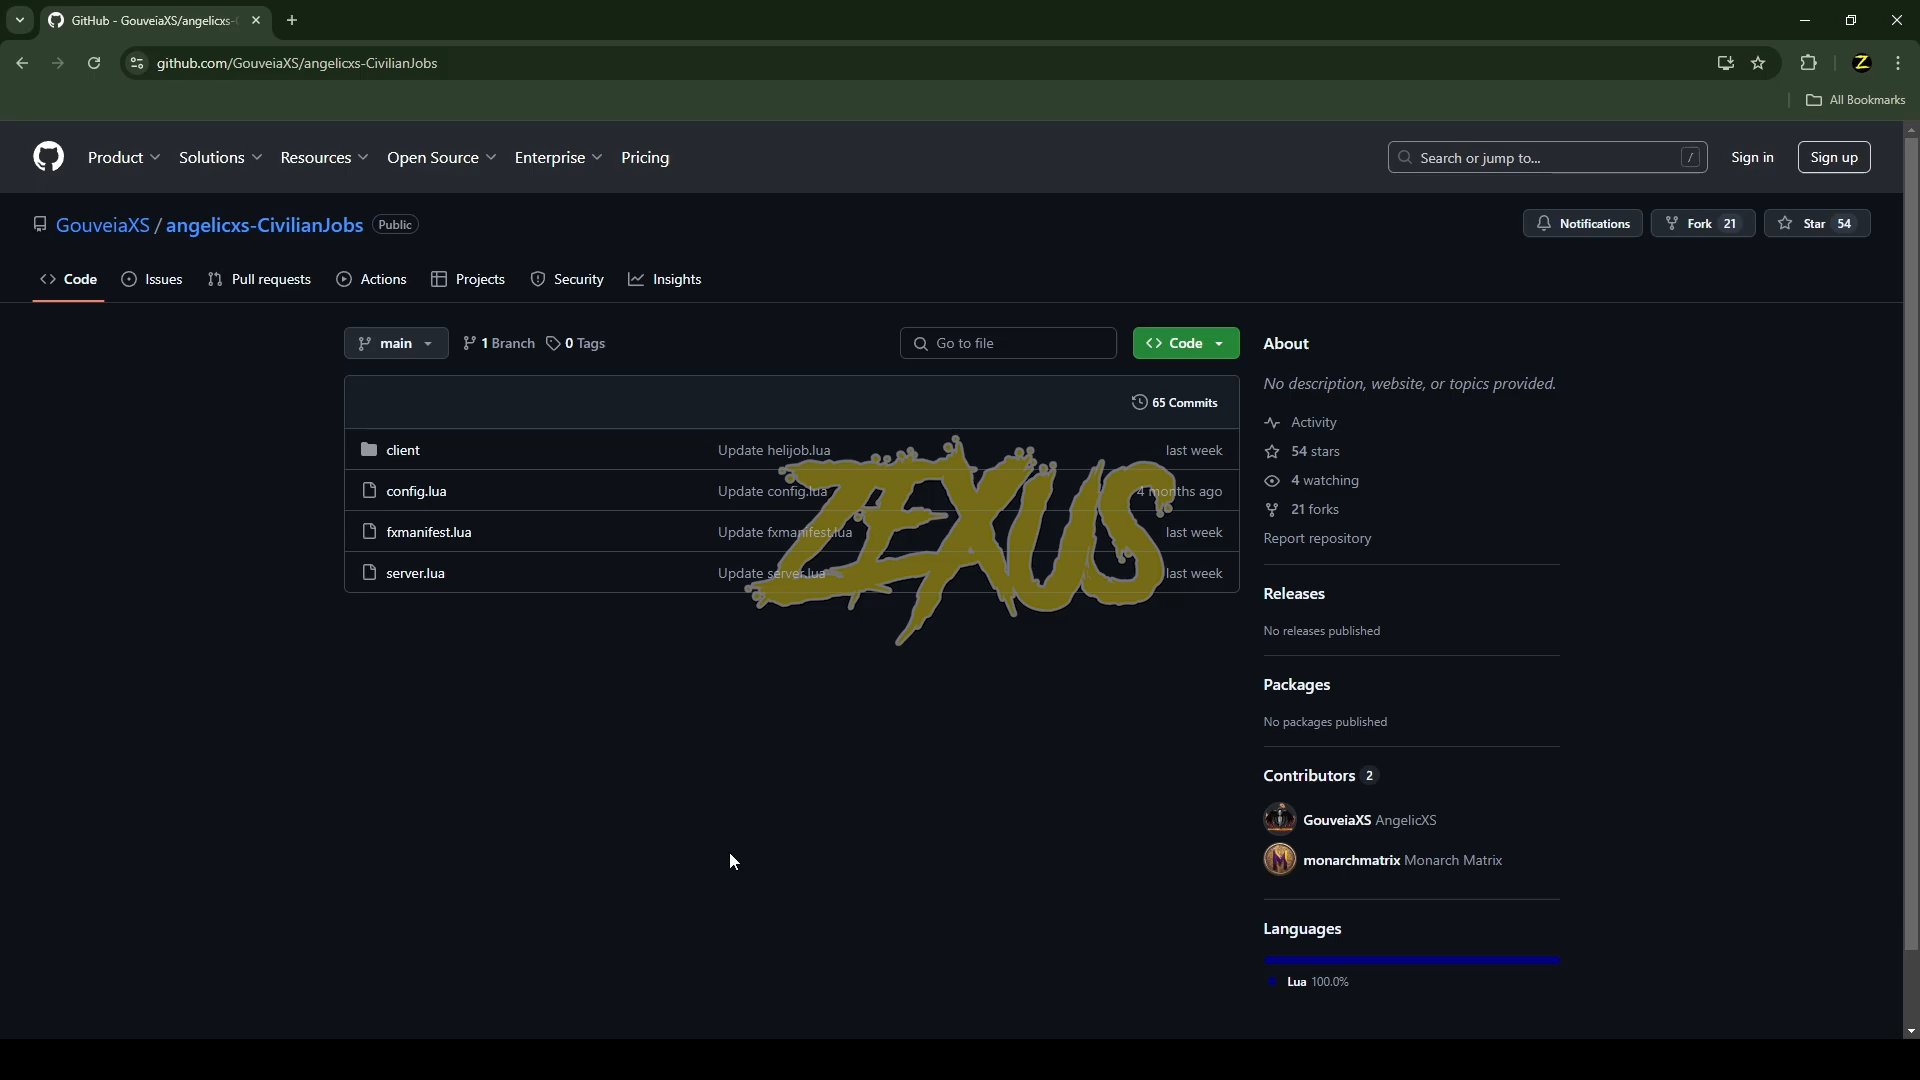 GitHub - GouveiaXS/angelicxs-
github.com/GouveiaXS/angelicxs-CivilianJobs
Z
All Bookmarks
Product Solutions Resources Open Source Enterprise Pricing
Search or jump to... /
Sign in Sign up
GouveiaXS / angelicxs-CivilianJobs Public
Notifications Fork 21 Star 54
Code Issues Pull requests Actions Projects Security Insights
main 1 Branch 0 Tags Go to file Code
65 Commits
client Update helijob.lua last week
config.lua Update config.lua 4 months ago
fxmanifest.lua Update fxmanifest.lua last week
server.lua Update server.lua last week
ZEXUS
About
No description, website, or topics provided.
Activity
54 stars
4 watching
21 forks
Report repository
Releases
No releases published
Packages
No packages published
Contributors 2
GouveiaXS AngelicXS
monarchmatrix Monarch Matrix
Languages
Lua 100.0%